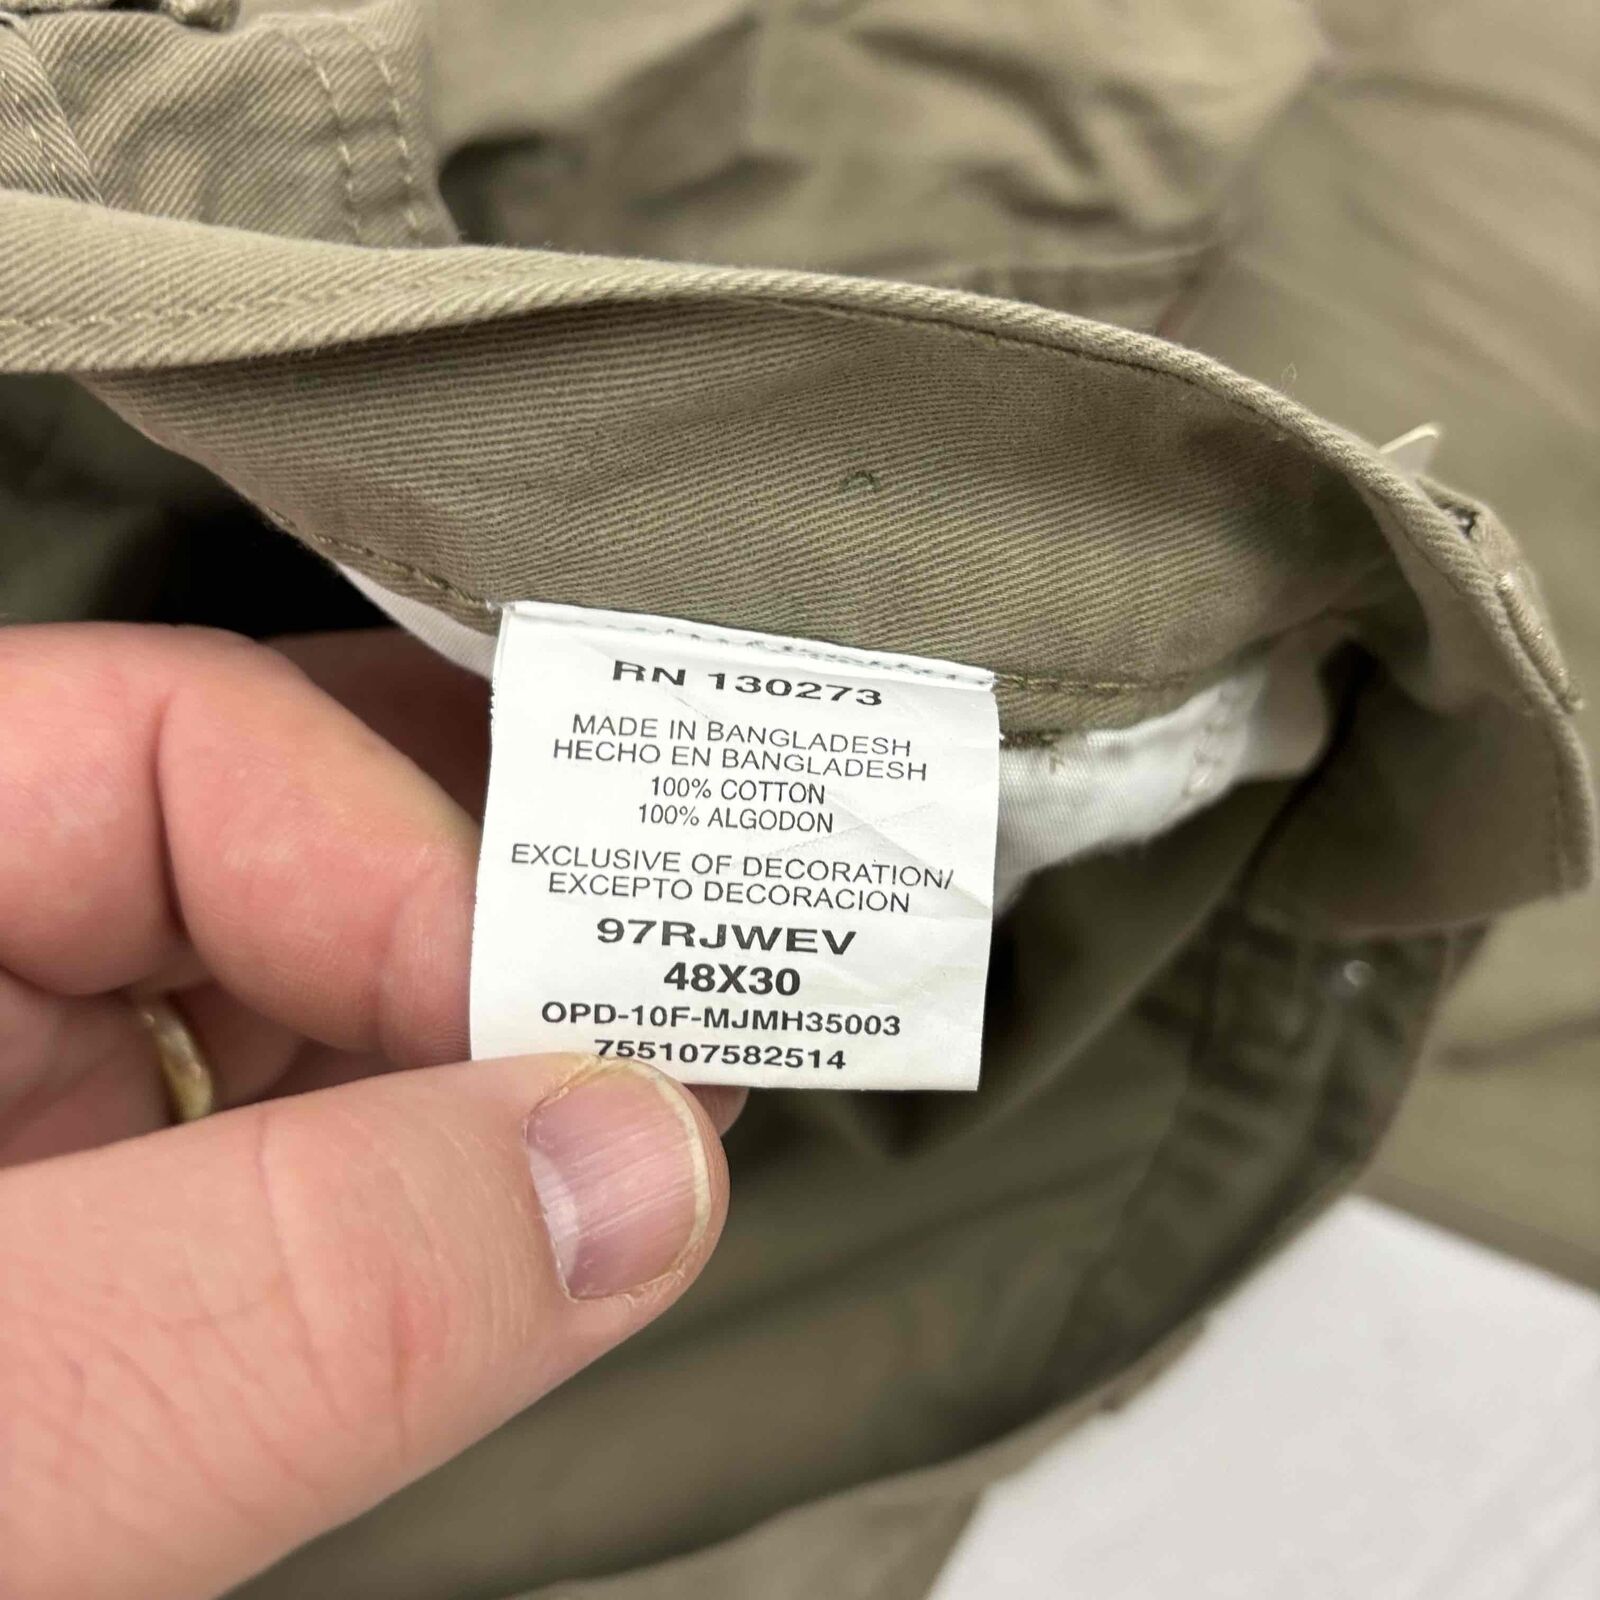 RN 130273
MADE IN BANGLADESH
HECHO EN BANGLADESH
100% COTTON
100% ALGODON
EXCLUSIVE OF DECORATION/
EXCEPTO DECORACION
97RJWEV
48X30
OPD-10F-MJMH35003
755107582514